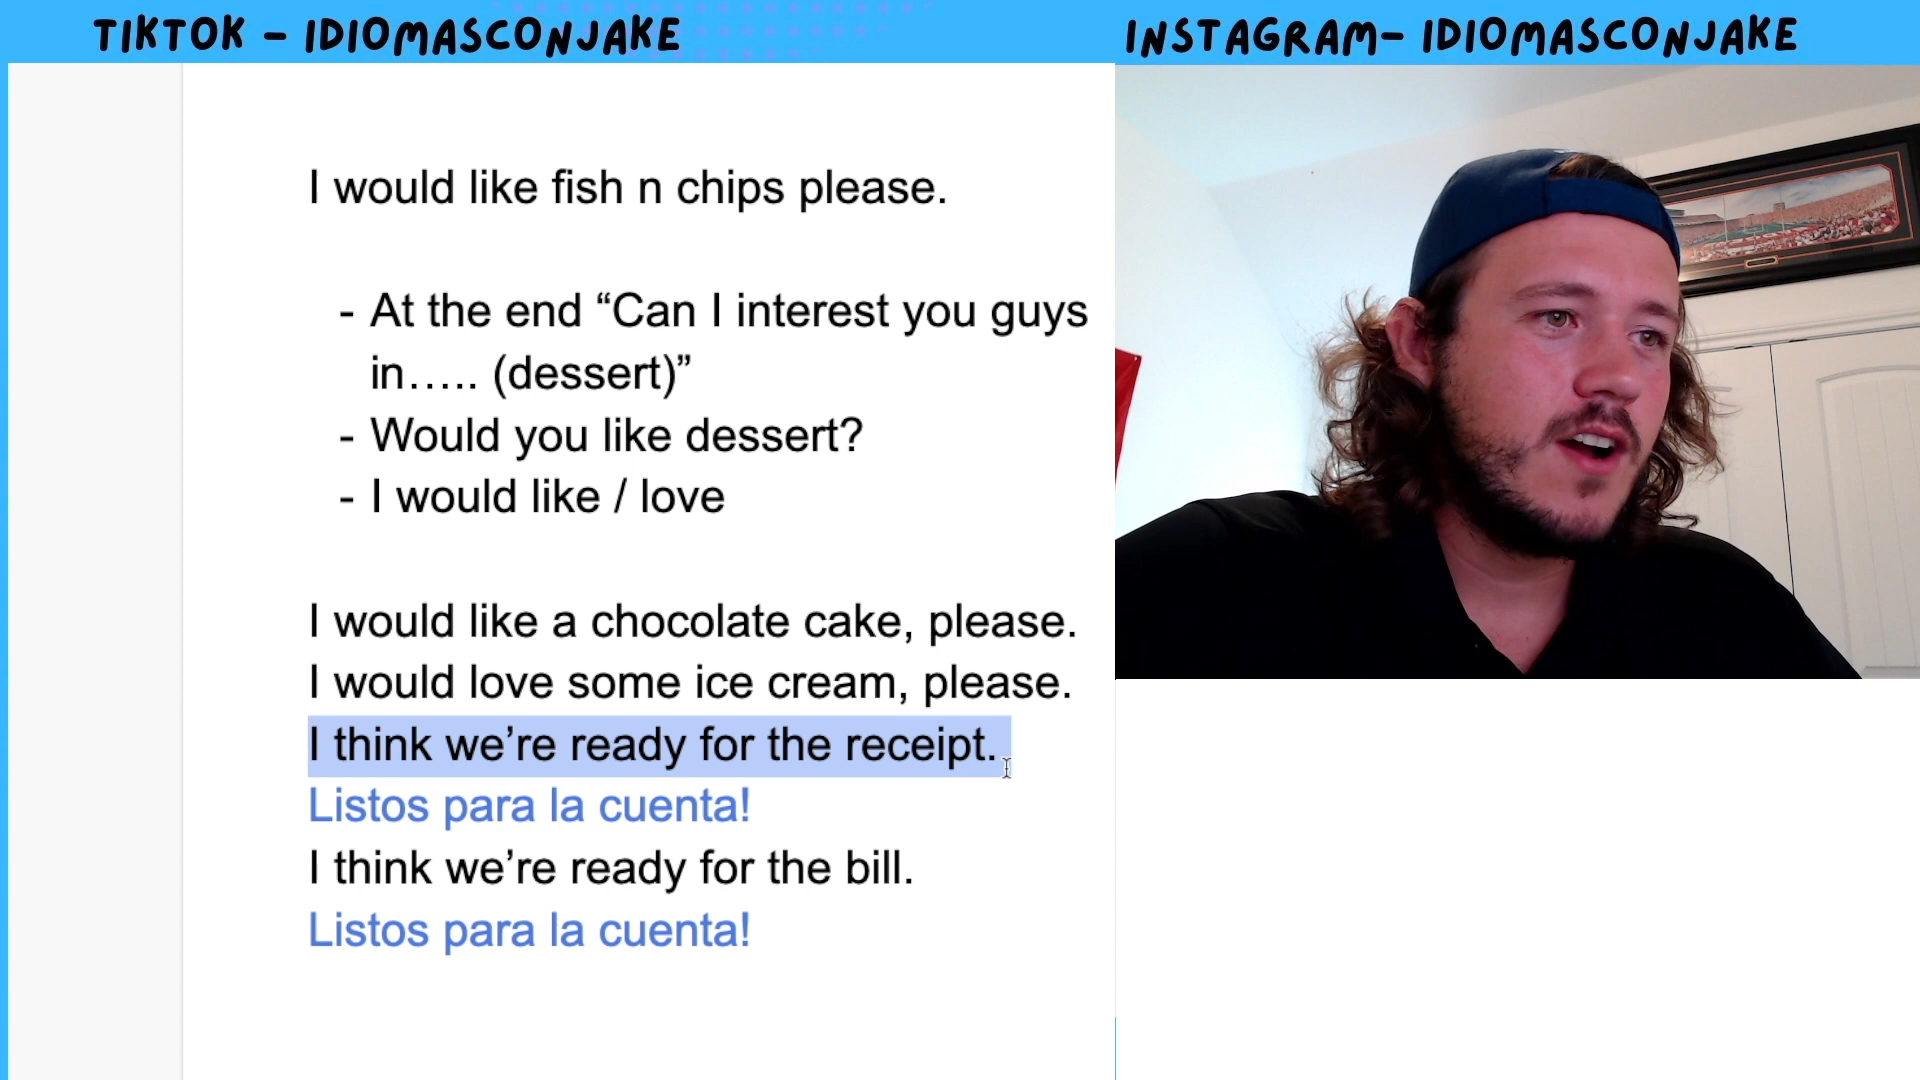 TIKTOK - IDIOMASCONJAKE
INSTAGRAM- IDIOMASCONJAKE
I would like fish n chips please.
- At the end “Can I interest you guys
in….. (dessert)”
- Would you like dessert?
- I would like / love
I would like a chocolate cake, please.
I would love some ice cream, please.
I think we’re ready for the receipt.
Listos para la cuenta!
I think we’re ready for the bill.
Listos para la cuenta!